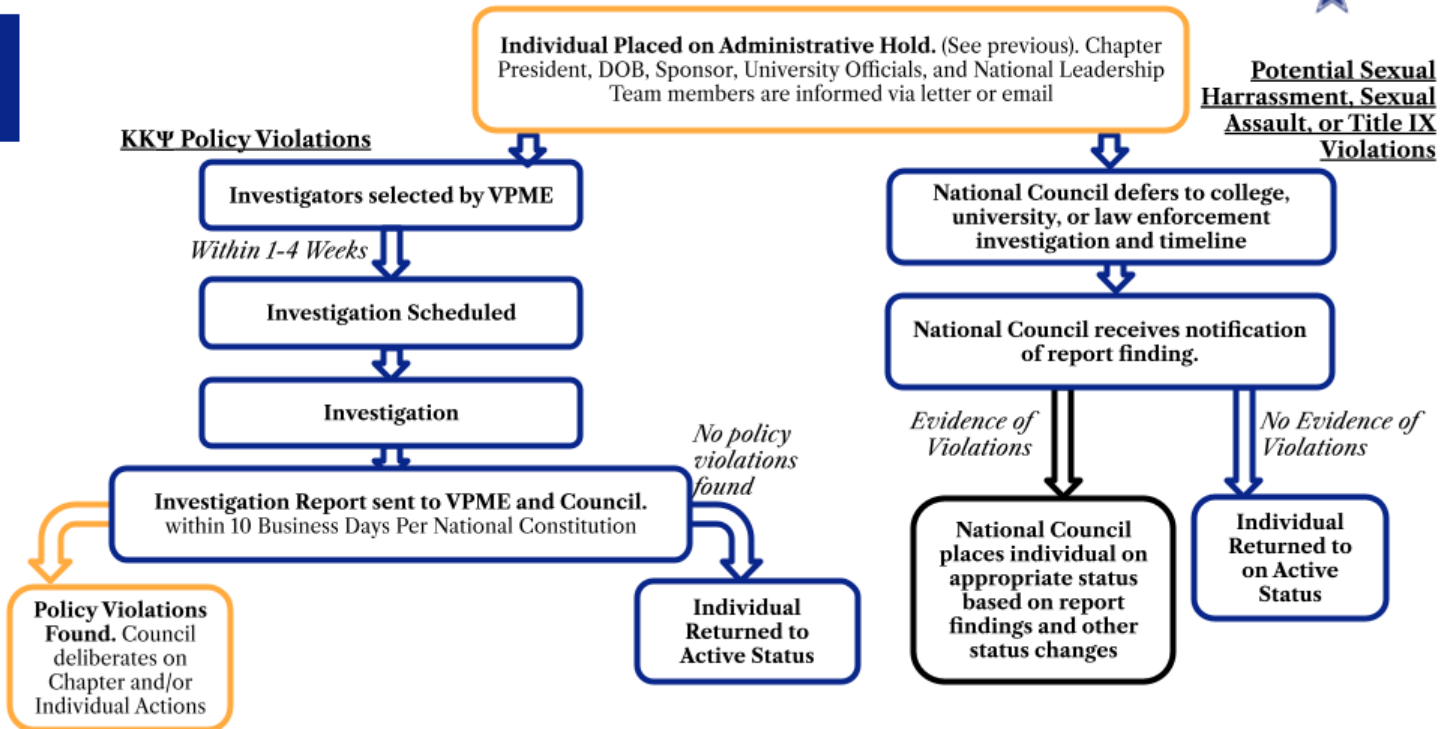 Individual Placed on Administrative Hold. (See previous). Chapter
President, DOB, Sponsor, University Officials, and National Leadership
Team members are informed via letter or email
KKΨ Policy Violations
Investigators selected by VPME
Within 1-4 Weeks
Investigation Scheduled
Investigation
Investigation Report sent to VPME and Council.
within 10 Business Days Per National Constitution
No policy
violations
found
Policy Violations
Found. Council
deliberates on
Chapter and/or
Individual Actions
Individual
Returned to
Active Status
Potential Sexual
Harrassment, Sexual
Assault, or Title IX
Violations
National Council defers to college,
university, or law enforcement
investigation and timeline
National Council receives notification
of report finding.
Evidence of
Violations
No Evidence of
Violations
National Council
places individual on
appropriate status
based on report
findings and other
status changes
Individual
Returned to
on Active
Status